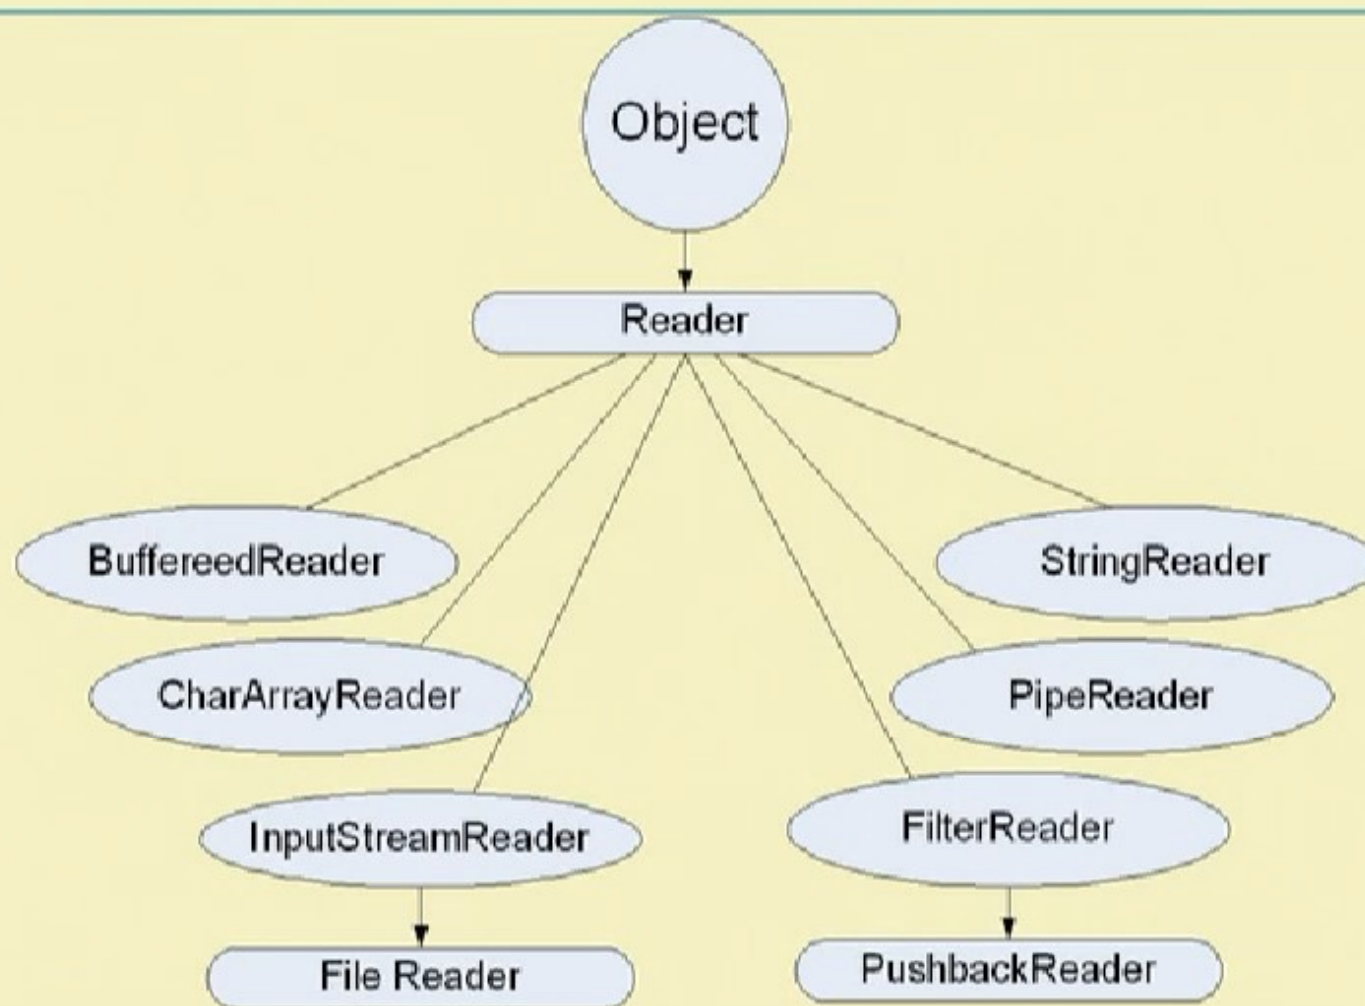 Object
Reader
BuffereedReader
StringReader
CharArrayReader
PipeReader
InputStreamReader
FilterReader
File Reader
PushbackReader